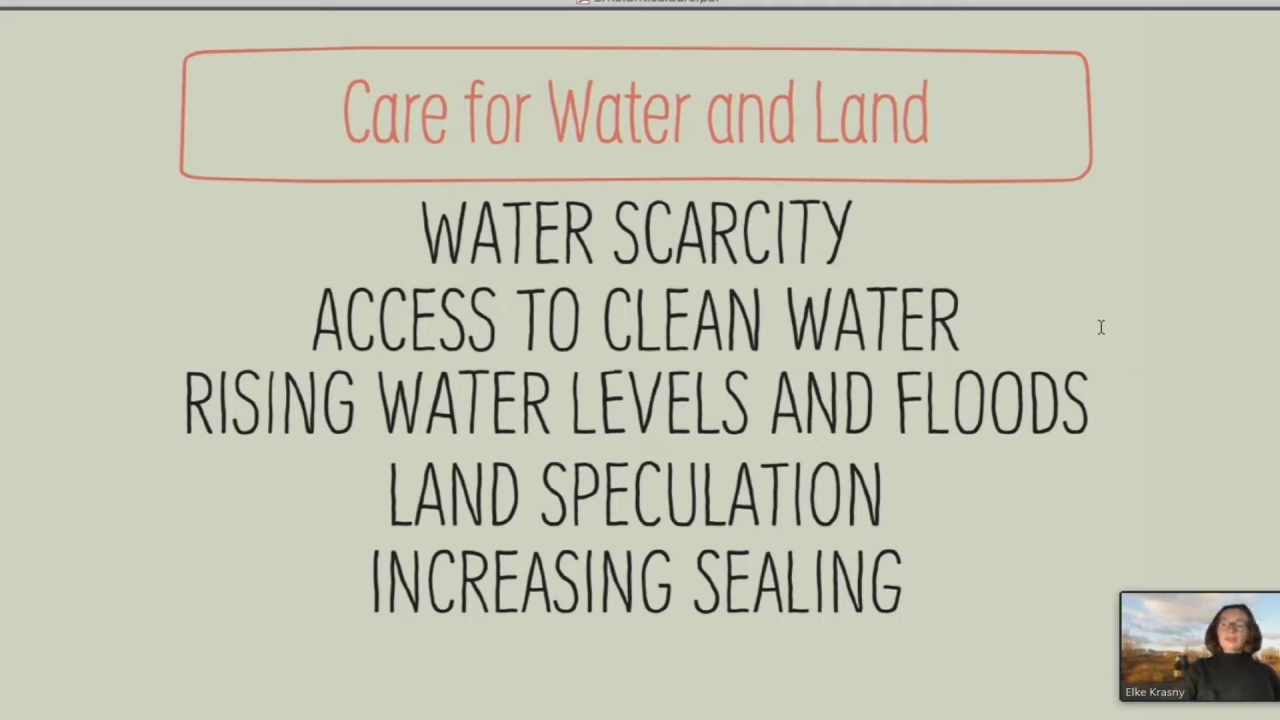 Care for Water and Land
WATER SCARCITY
ACCESS TO CLEAN WATER
RISING WATER LEVELS AND FLOODS
LAND SPECULATION
INCREASING SEALING
Elke Krasny